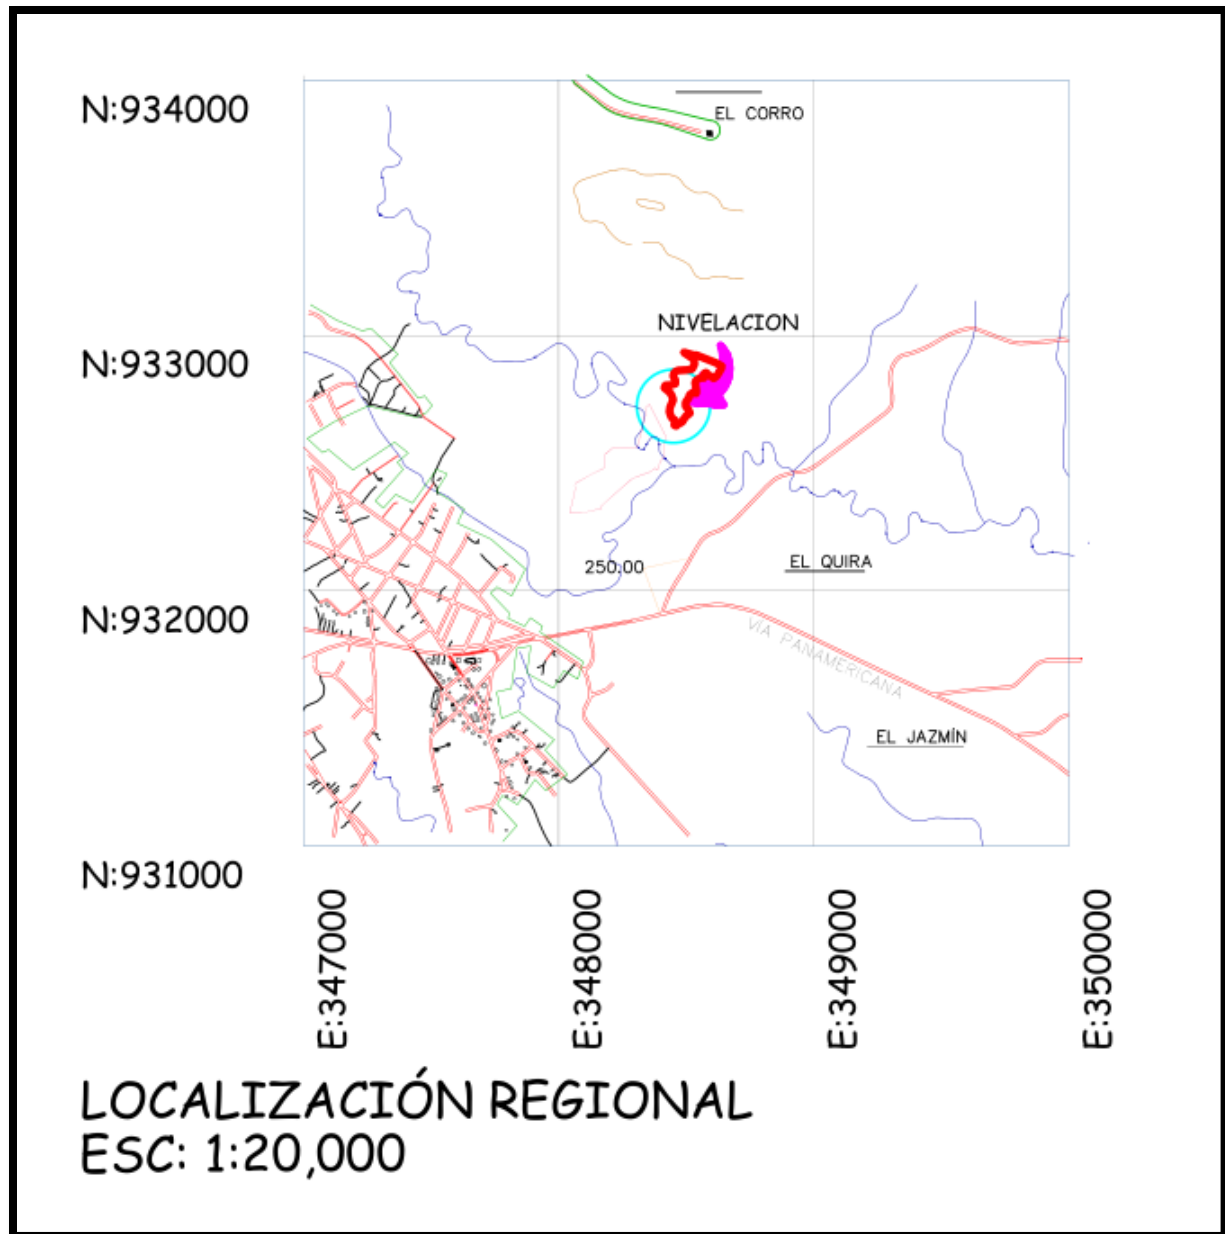 N:934000
EL CORRO
NIVELACION
N:933000
250.00
EL QUIRA
N:932000
VÍA PANAMERICANA
EL JAZMÍN
N:931000
E:347000
E:348000
E:349000
E:350000
LOCALIZACIÓN REGIONAL
ESC: 1:20,000